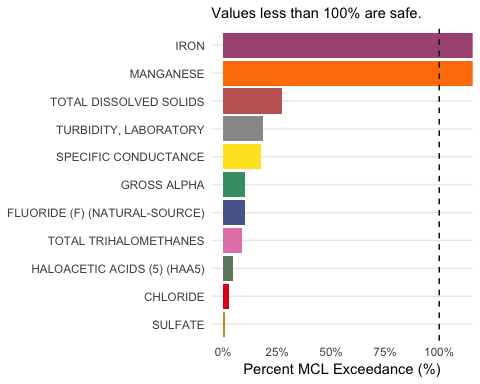 Values less than 100% are safe.
IRON
MANGANESE
TOTAL DISSOLVED SOLIDS
TURBIDITY, LABORATORY
SPECIFIC CONDUCTANCE
GROSS ALPHA
FLUORIDE (F) (NATURAL-SOURCE)
TOTAL TRIHALOMETHANES
HALOACETIC ACIDS (5) (HAA5)
CHLORIDE
SULFATE
0% 25% 50% 75% 100%
Percent MCL Exceedance (%)